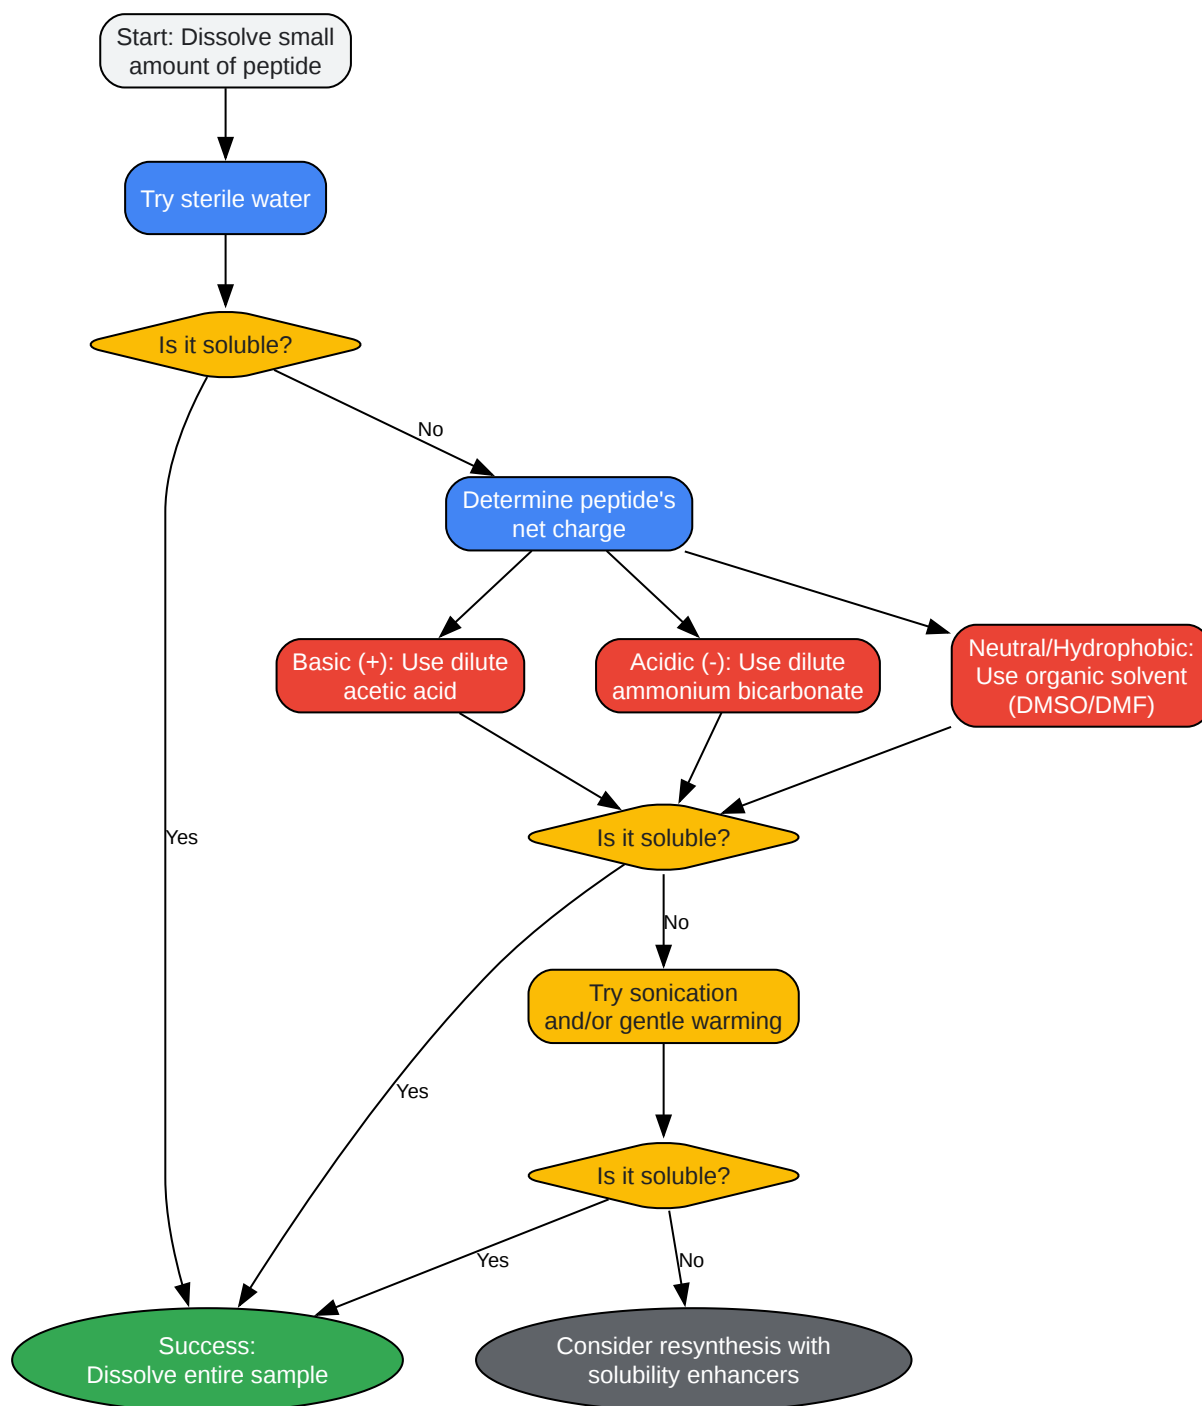 Start: Dissolve small
amount of peptide
Try sterile water
Is it soluble?
No
Determine peptide's
net charge
Basic (+): Use dilute
acetic acid
Acidic (-): Use dilute
ammonium bicarbonate
Neutral/Hydrophobic:
Use organic solvent
(DMSO/DMF)
Is it soluble?
Yes
No
Try sonication
and/or gentle warming
Yes
Is it soluble?
Yes
No
Success:
Dissolve entire sample
Consider resynthesis with
solubility enhancers